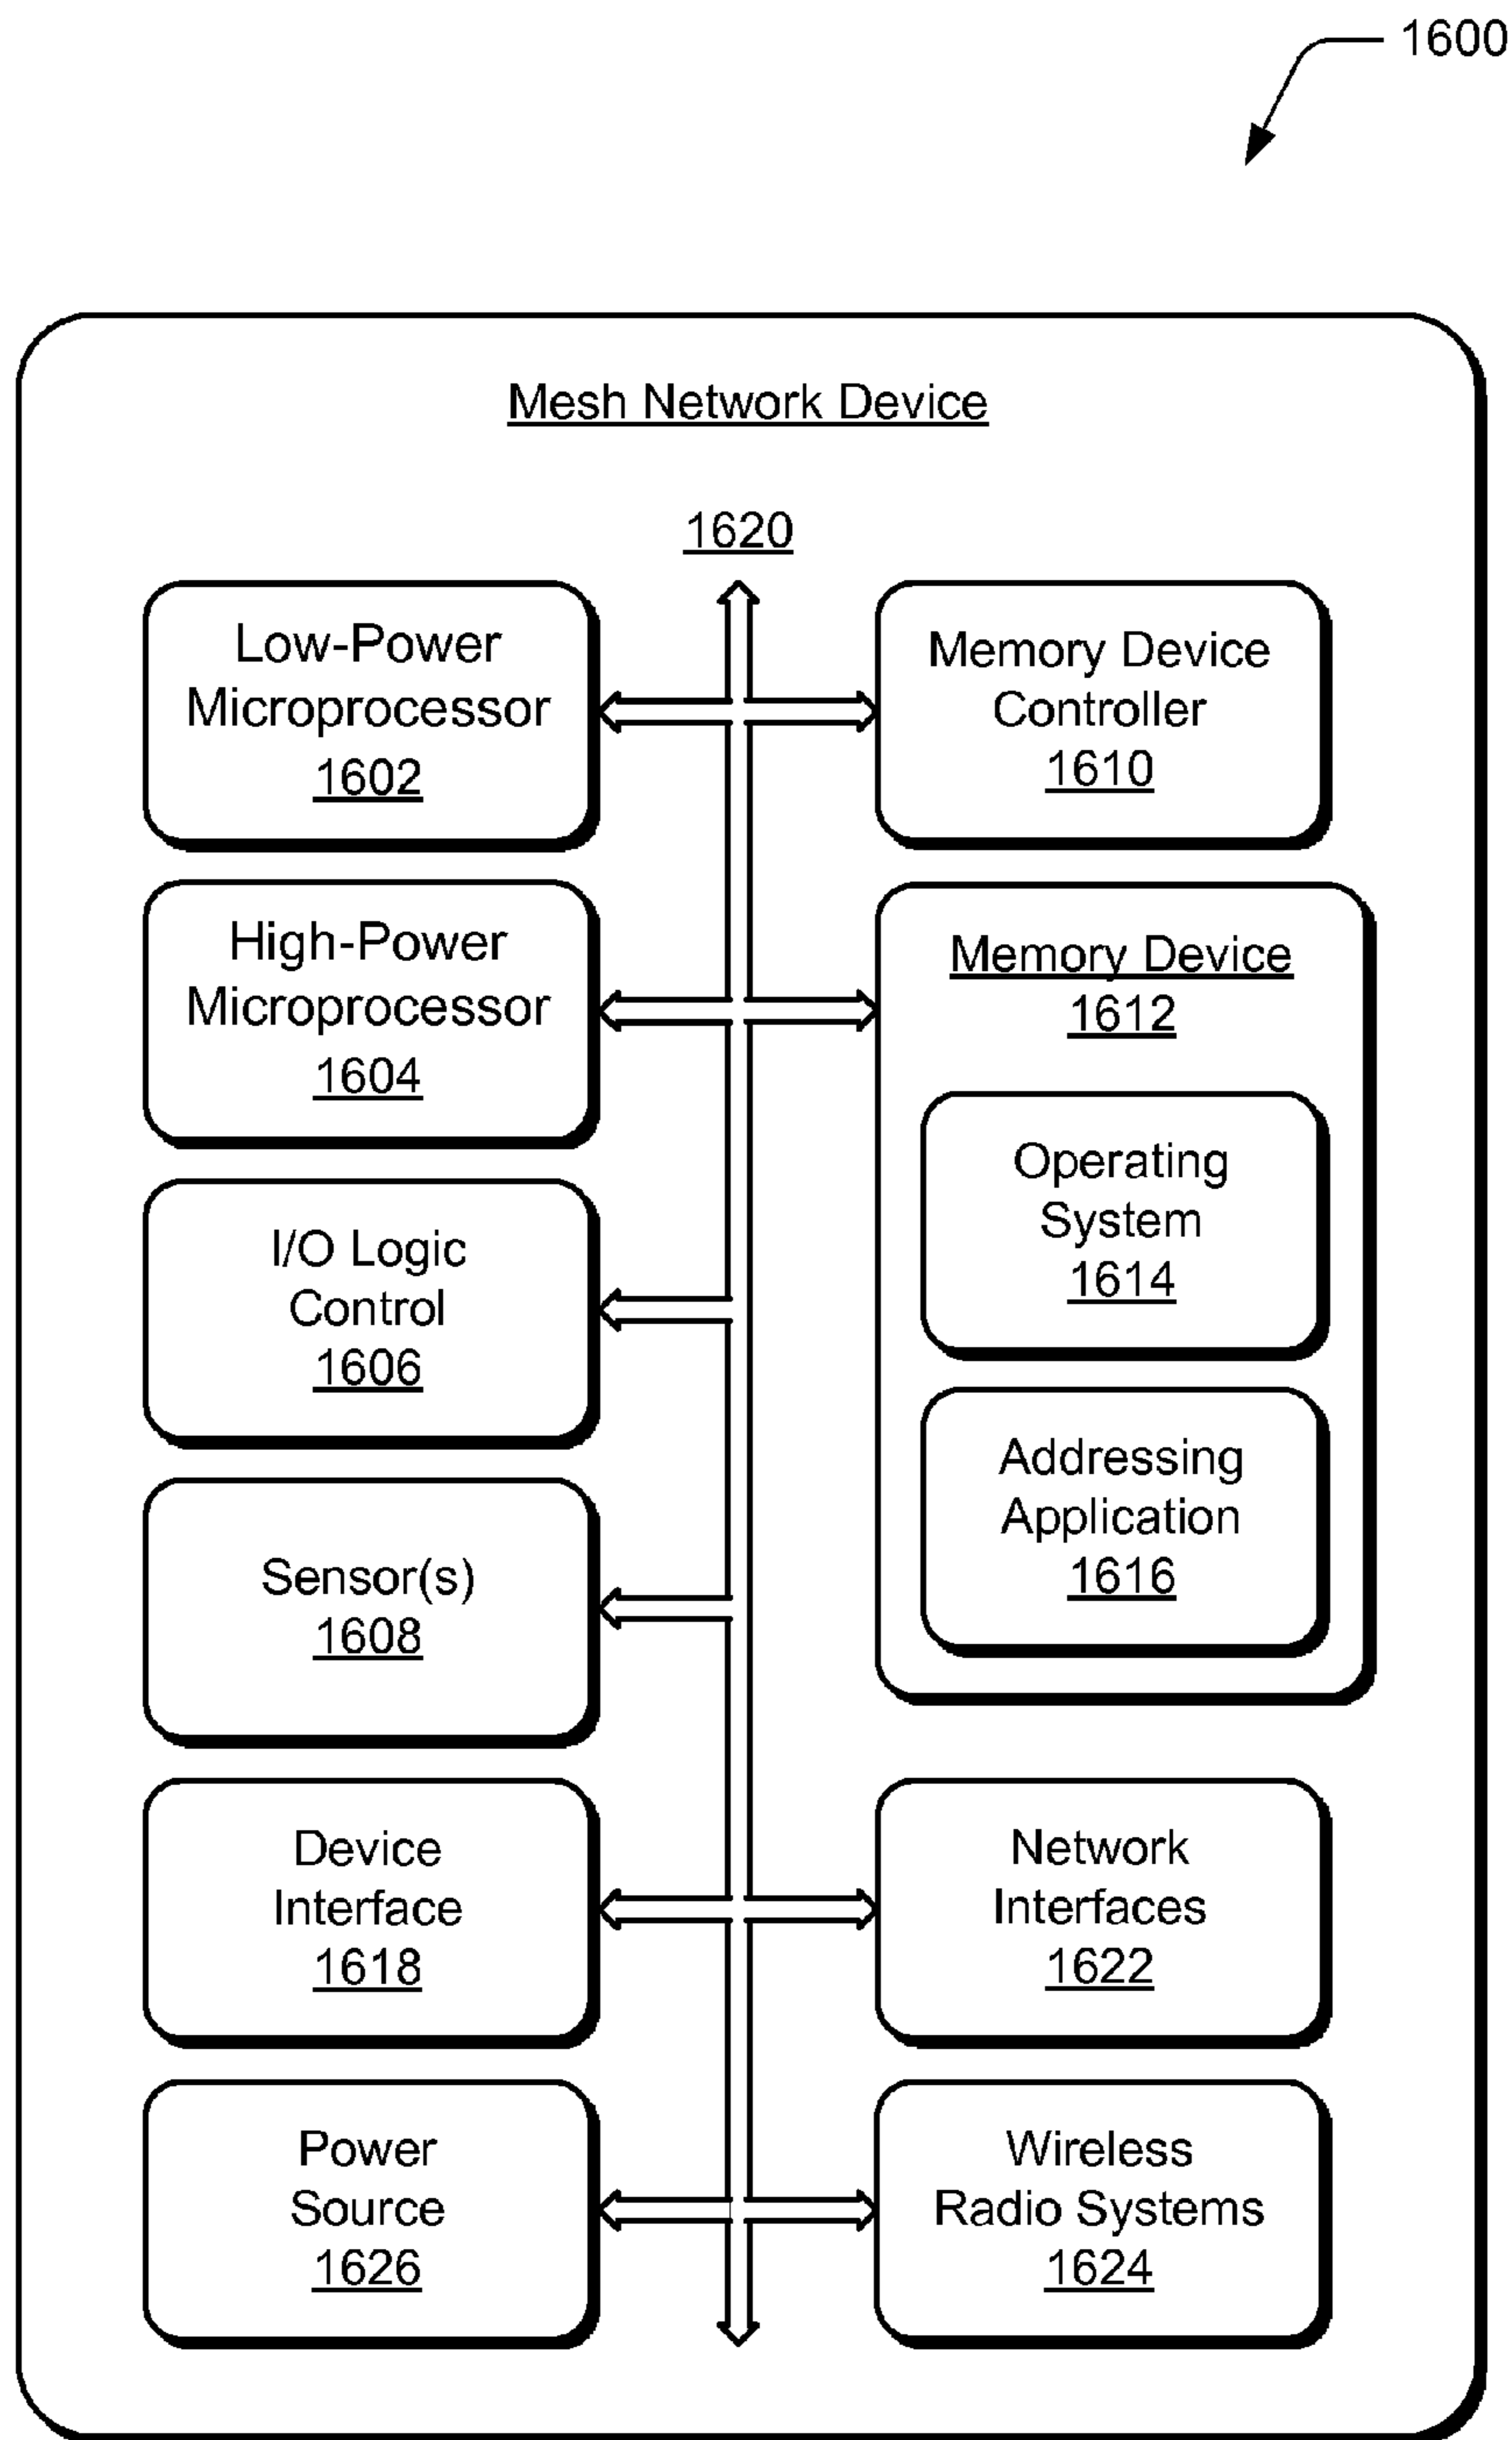 1600
Mesh Network Device
1620
Low-Power
Microprocessor
1602
Memory Device
Controller
1610
High-Power
Microprocessor
1604
Memory Device
1612
Operating
System
1614
Addressing
Application
1616
I/O Logic
Control
1606
Sensor(s)
1608
Device
Interface
1618
Network
Interfaces
1622
Power
Source
1626
Wireless
Radio Systems
1624